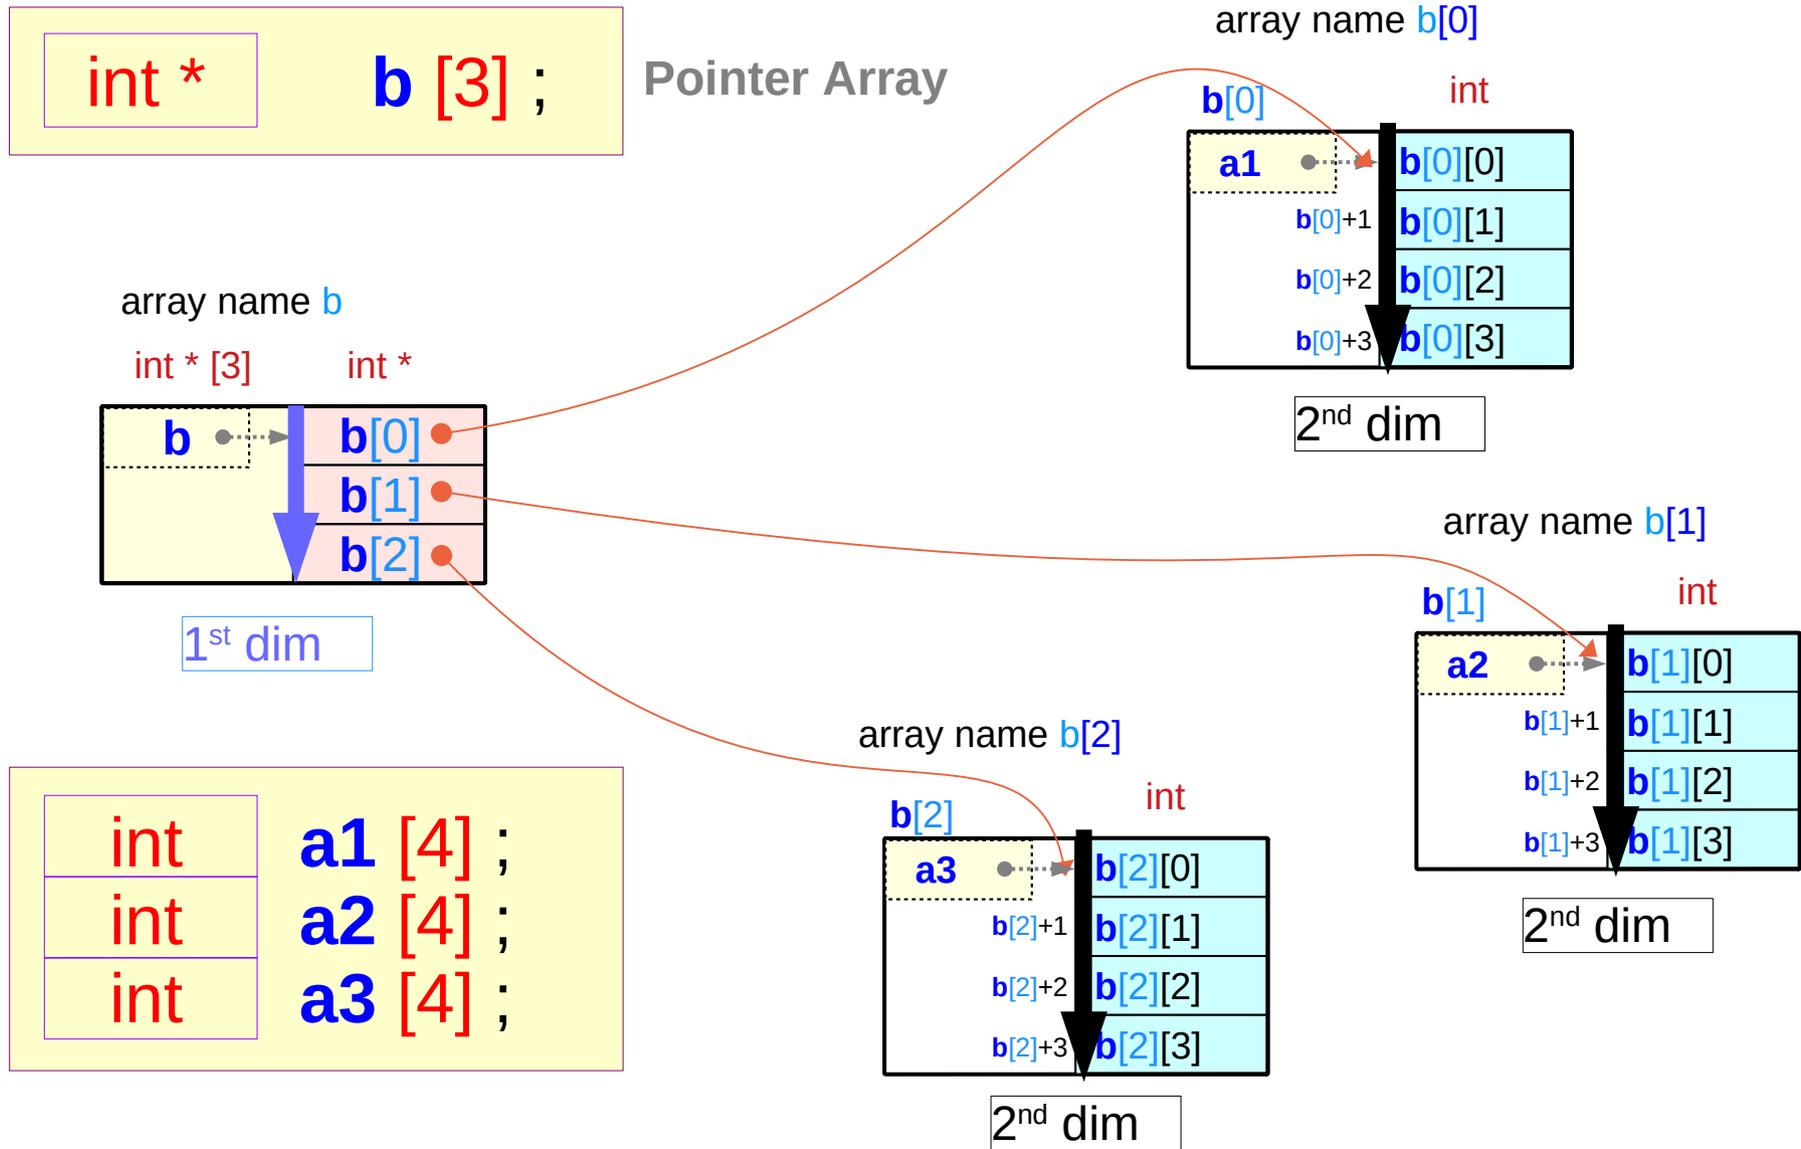 int * b [3] ;
Pointer Array
array name b[0]
b[0] int
a1 b[0][0]
b[0]+1 b[0][1]
b[0]+2 b[0][2]
b[0]+3 b[0][3]
2nd dim
array name b
int * [3] int *
b b[0]
b[1]
b[2]
1st dim
array name b[1]
b[1] int
a2 b[1][0]
b[1]+1 b[1][1]
b[1]+2 b[1][2]
b[1]+3 b[1][3]
2nd dim
array name b[2]
b[2] int
a3 b[2][0]
b[2]+1 b[2][1]
b[2]+2 b[2][2]
b[2]+3 b[2][3]
2nd dim
int a1 [4] ;
int a2 [4] ;
int a3 [4] ;